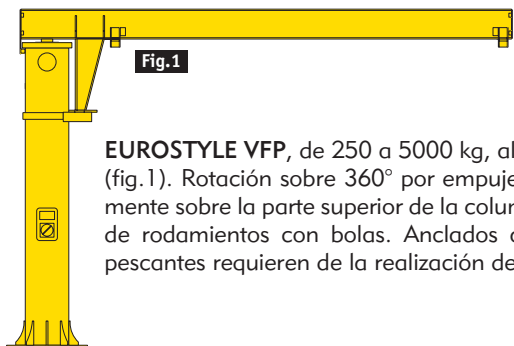 Fig.1
EUROSTYLE VFP, de 250 a 5000 kg, al
(fig.1). Rotación sobre 360° por empuje
mente sobre la parte superior de la colum
de rodamientos con bolas. Anclados
pescantes requieren de la realización de